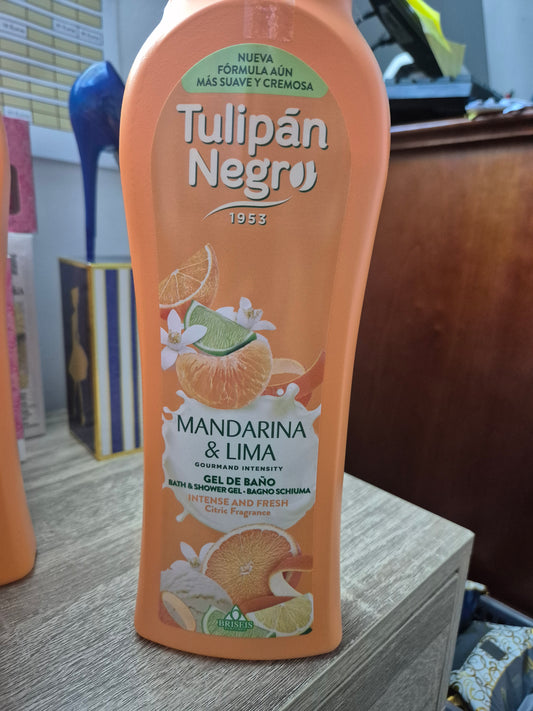 NUEVA
FÓRMULA AÚN
MÁS SUAVE Y CREMOSA
Tulipán
Negro
1953
MANDARINA
& LIMA
GOURMAND INTENSITY
GEL DE BAÑO
BATH & SHOWER GEL • BAGNO SCHIUMA
INTENSE AND FRESH
Citric Fragrance
BRISEIS